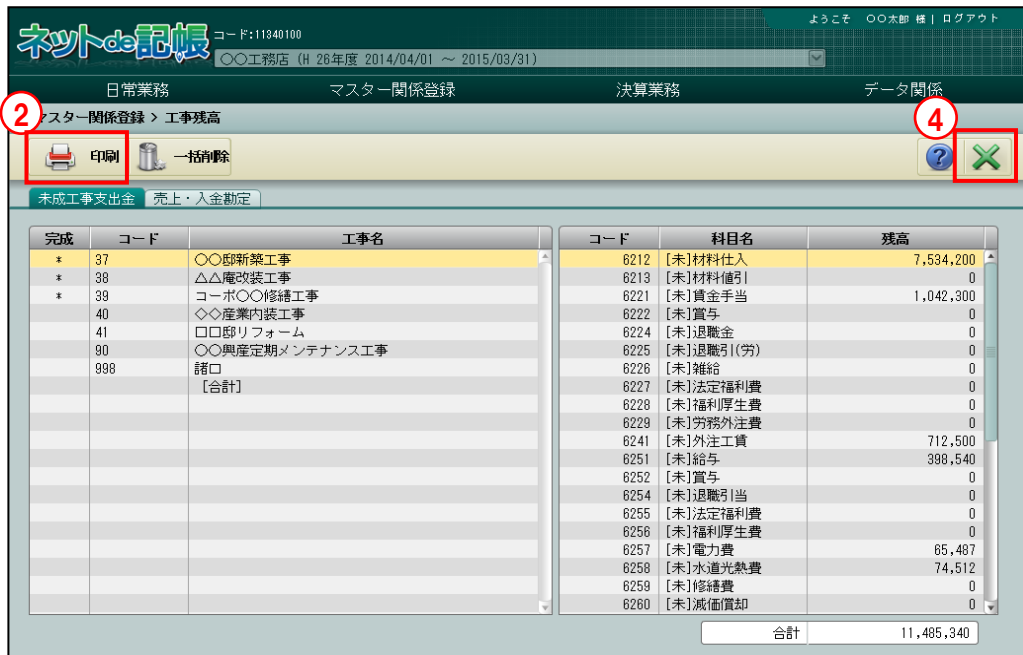 ようこそ ○○太郎 様 | ログアウト
ネットde記帳 コード:11340100
○○工務店 (H 26年度 2014/04/01 ～ 2015/03/31)
日常業務 マスター関係登録 決算業務 データ関係
② ④
マスター関係登録 > 工事残高
印刷 一括削除 ?
未成工事支出金 売上・入金勘定
完成 コード 工事名
* 37 ○○邸新築工事
* 38 △△庵改装工事
* 39 コーポ○○修繕工事
40 ◇◇産業内装工事
41 □□邸リフォーム
90 ○○興産定期メンテナンス工事
998 諸口
[合計]
コード 科目名 残高
6212 [未]材料仕入 7,534,200
6213 [未]材料値引 0
6221 [未]賃金手当 1,042,300
6222 [未]賞与 0
6224 [未]退職金 0
6225 [未]退職引(労) 0
6226 [未]雑給 0
6227 [未]法定福利費 0
6228 [未]福利厚生費 0
6229 [未]労務外注費 0
6241 [未]外注工賃 712,500
6251 [未]給与 398,540
6252 [未]賞与 0
6254 [未]退職引当 0
6255 [未]法定福利費 0
6256 [未]福利厚生費 0
6257 [未]電力費 65,487
6258 [未]水道光熱費 74,512
6259 [未]修繕費 0
6260 [未]減価償却 0
合計 11,485,340